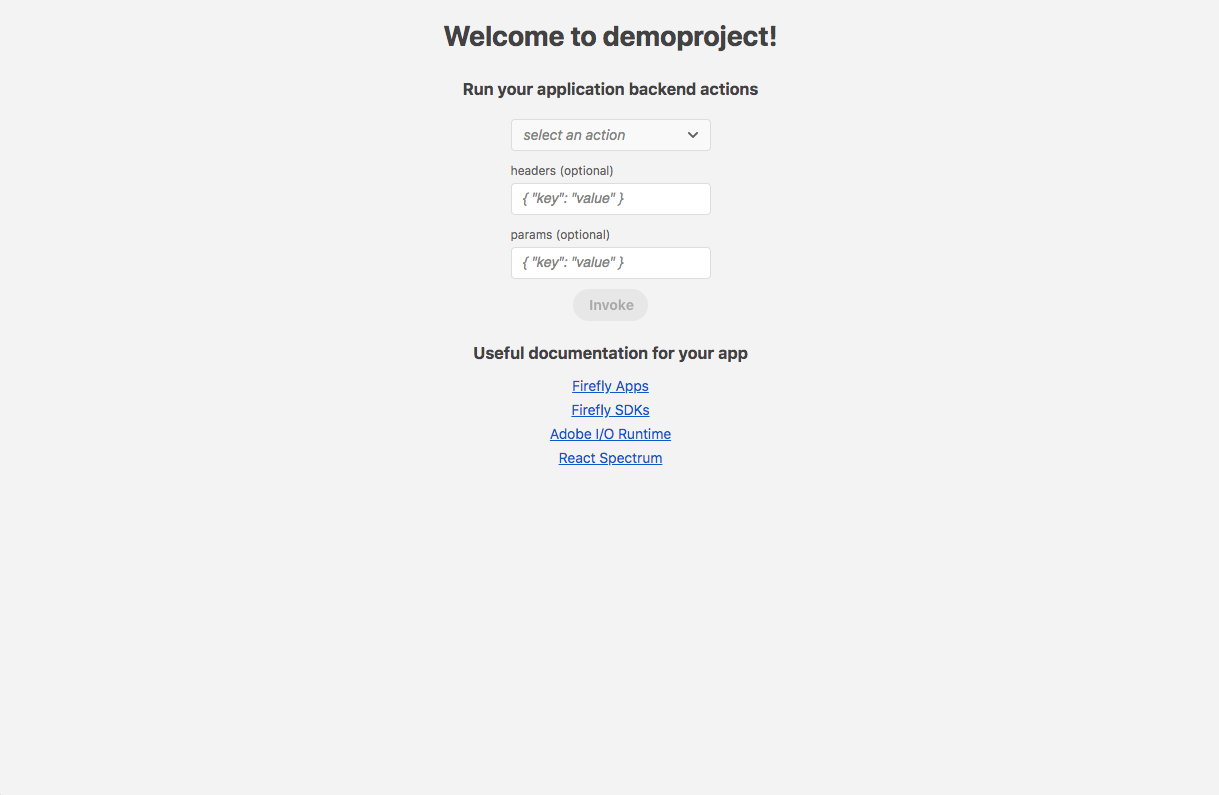 Welcome to demoproject!
Run your application backend actions
select an action
headers (optional)
{ "key": "value" }
params (optional)
{ "key": "value" }
Invoke
Useful documentation for your app
Firefly Apps
Firefly SDKs
Adobe I/O Runtime
React Spectrum